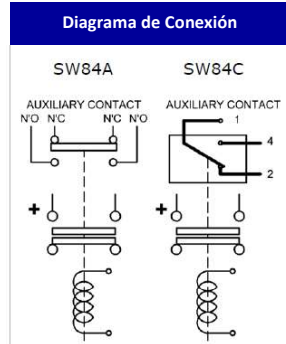 Diagrama de Conexión
SW84A SW84C
AUXILIARY CONTACT AUXILIARY CONTACT
N'O N'C N'C N'O
1
4
2
+ +